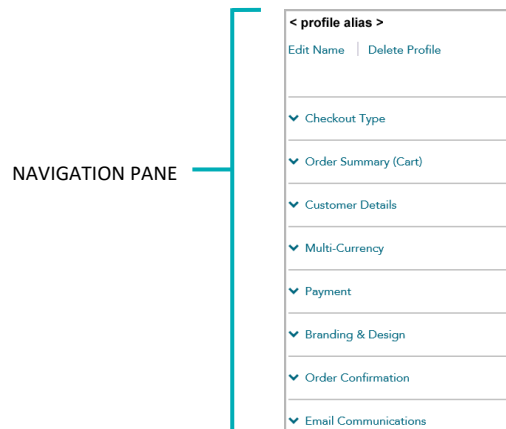 < profile alias >
Edit Name | Delete Profile
Checkout Type
Order Summary (Cart)
NAVIGATION PANE
Customer Details
Multi-Currency
Payment
Branding & Design
Order Confirmation
Email Communications